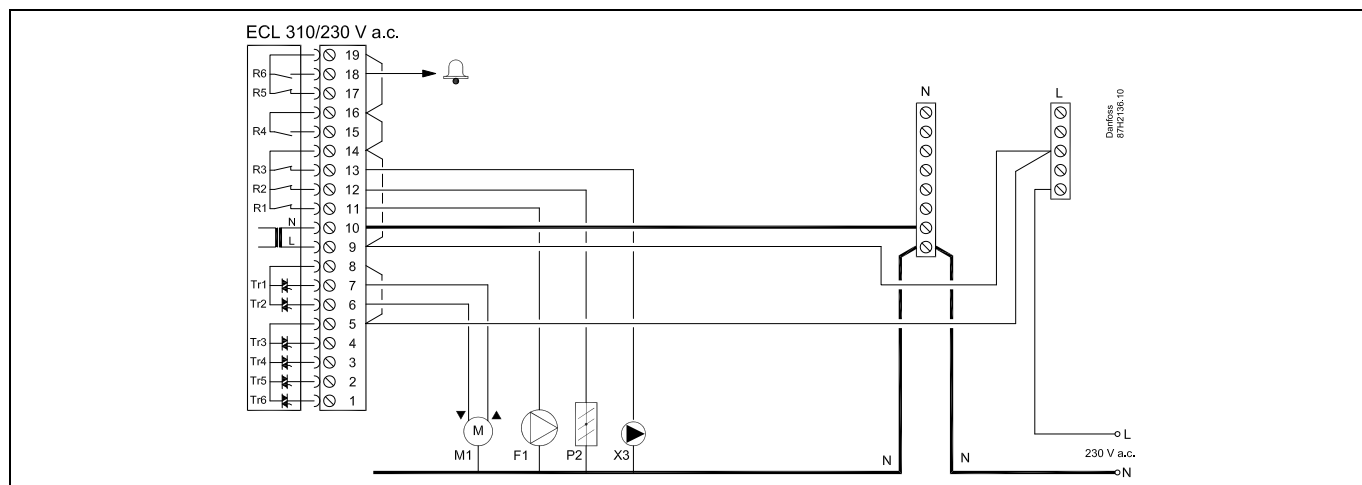 ECL 310/230 V a.c.
19
R6 18
R5 17
16
R4 15
14
R3 13
R2 12
R1 11
N 10
L 9
8
Tr1 7
Tr2 6
5
Tr3 4
Tr4 3
Tr5 2
Tr6 1
N
L
Danfoss
87H2136.10
M
M1 F1 P2 X3
N N
L
230 V a.c.
N